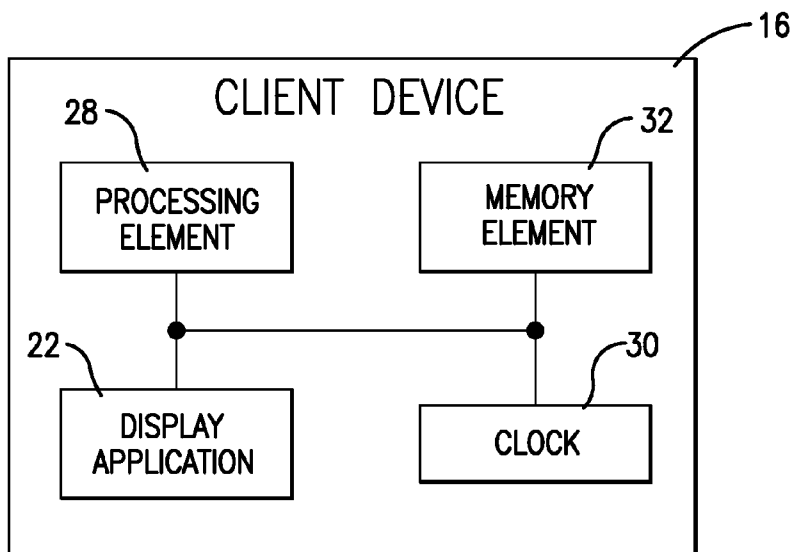 16
CLIENT DEVICE
28
32
PROCESSING
ELEMENT
MEMORY
ELEMENT
22
30
DISPLAY
APPLICATION
CLOCK